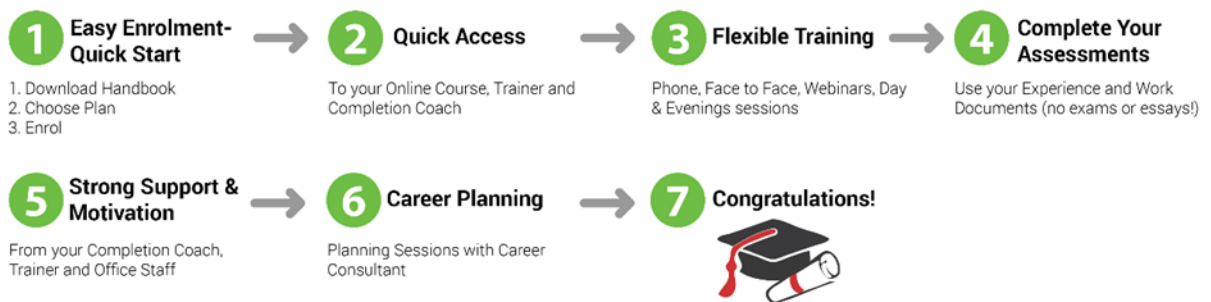 1
Easy Enrolment-
Quick Start
1. Download Handbook
2. Choose Plan
3. Enrol
2
Quick Access
To your Online Course, Trainer and
Completion Coach
3
Flexible Training
Phone, Face to Face, Webinars, Day
& Evenings sessions
4
Complete Your
Assessments
Use your Experience and Work
Documents (no exams or essays!)
5
Strong Support &
Motivation
From your Completion Coach,
Trainer and Office Staff
6
Career Planning
Planning Sessions with Career
Consultant
7
Congratulations!